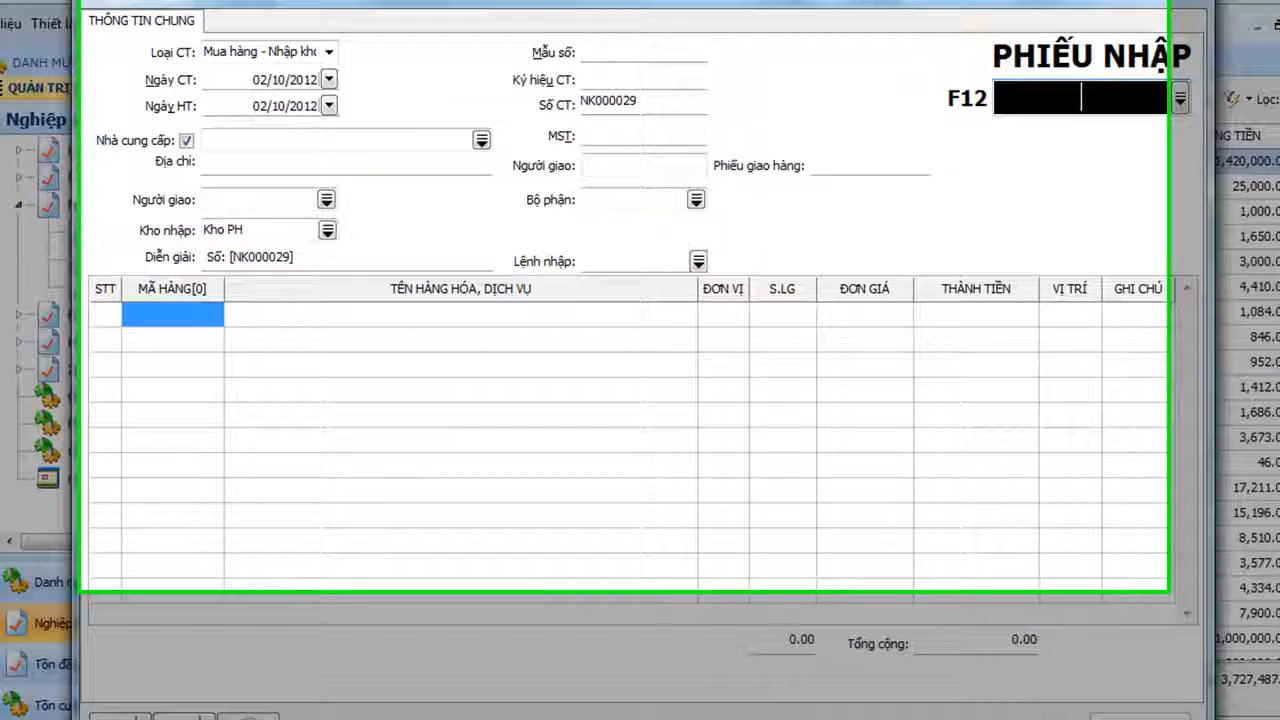 liệu Thiết
DANH MỤ
QUẢN TRỊ
Nghiệp
THÔNG TIN CHUNG
Loại CT: Mua hàng - Nhập kho
Mẫu số:
PHIẾU NHẬP
Ngày CT: 02/10/2012
Ký hiệu CT:
F12
Lọc:
Ngày HT: 02/10/2012
Số CT: NK000029
Nhà cung cấp:
MST:
NG TIỀN
Địa chỉ:
Người giao:
Phiếu giao hàng:
Người giao:
Bộ phận:
Kho nhập: Kho PH
Diễn giải: Số: [NK000029]
Lệnh nhập:
STT MÃ HÀNG[0] TÊN HÀNG HÓA, DỊCH VỤ ĐƠN VỊ S.LG ĐƠN GIÁ THÀNH TIỀN VỊ TRÍ GHI CHÚ
1,420,000.0
25,000.0
1,000.0
1,650.0
3,000.0
4,410.0
1,084.0
846.0
952.0
1,412.0
1,686.0
3,673.0
46.0
17,211.0
15,196.0
8,510.0
3,577.0
4,334.0
7,900.0
1,000,000.0
3,727,487.
0.00 Tổng cộng: 0.00
Danh
Nghiệp
Tồn đầ
Tồn cu